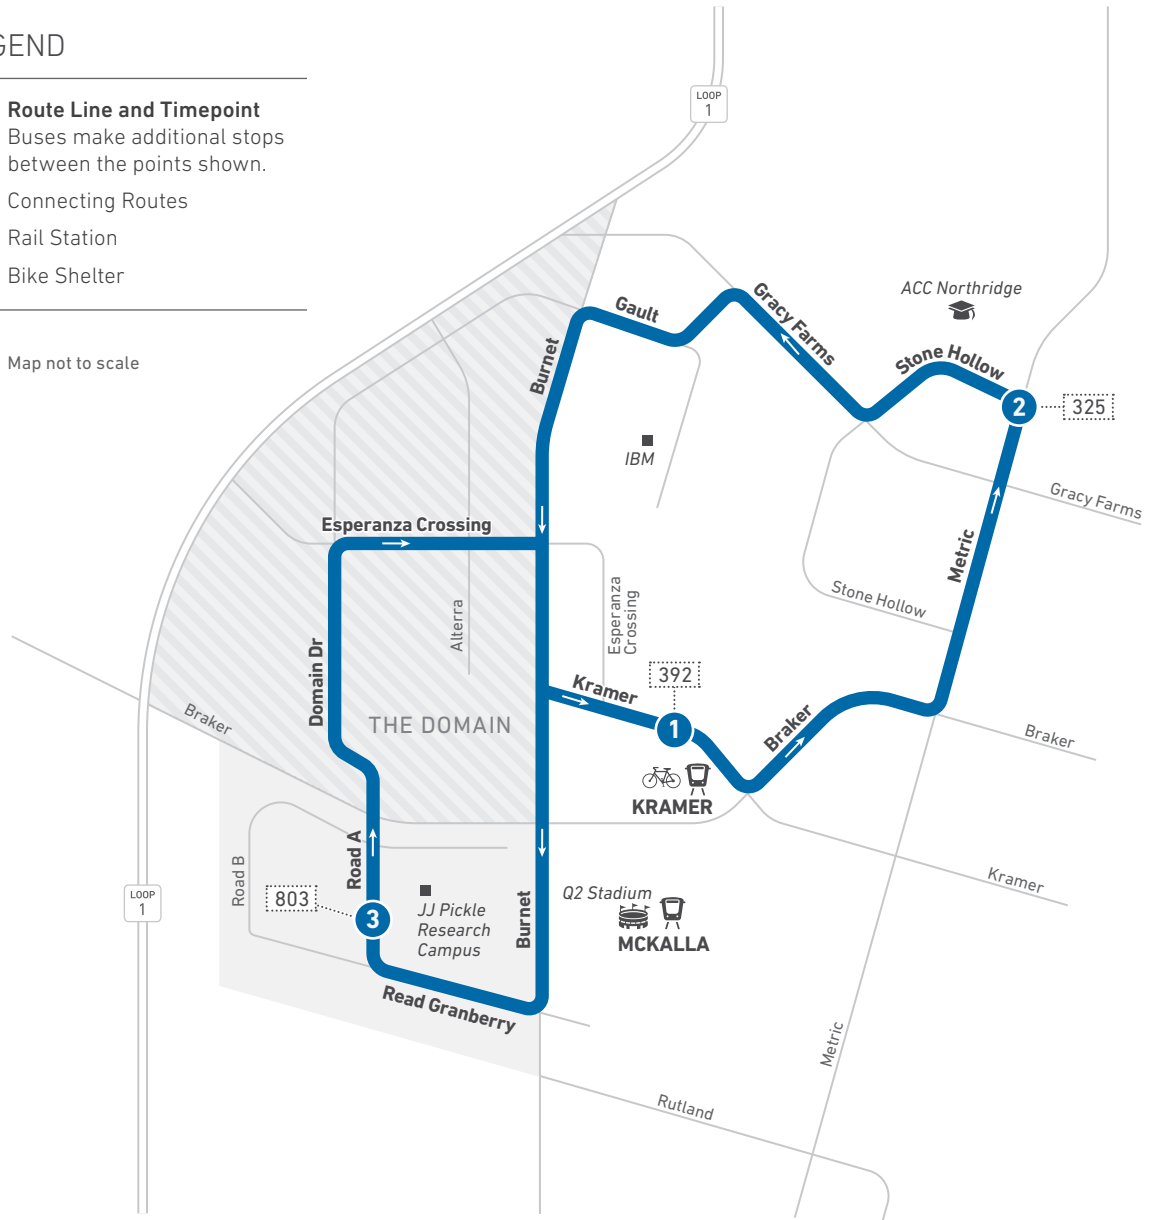 GEND
Route Line and Timepoint
Buses make additional stops
between the points shown.
Connecting Routes
Rail Station
Bike Shelter
Map not to scale
LOOP
1
ACC Northridge
Gault
Gracy Farms
Stone Hollow
Burnet
2
325
IBM
Gracy Farms
Esperanza Crossing
Metric
Alterra
Esperanza
Crossing
Stone Hollow
Domain Dr
392
Kramer
THE DOMAIN
1
Braker
Braker
Braker
KRAMER
Road A
Road B
LOOP
1
803
3
JJ Pickle
Research
Campus
Burnet
Q2 Stadium
MCKALLA
Kramer
Read Granberry
Metric
Rutland